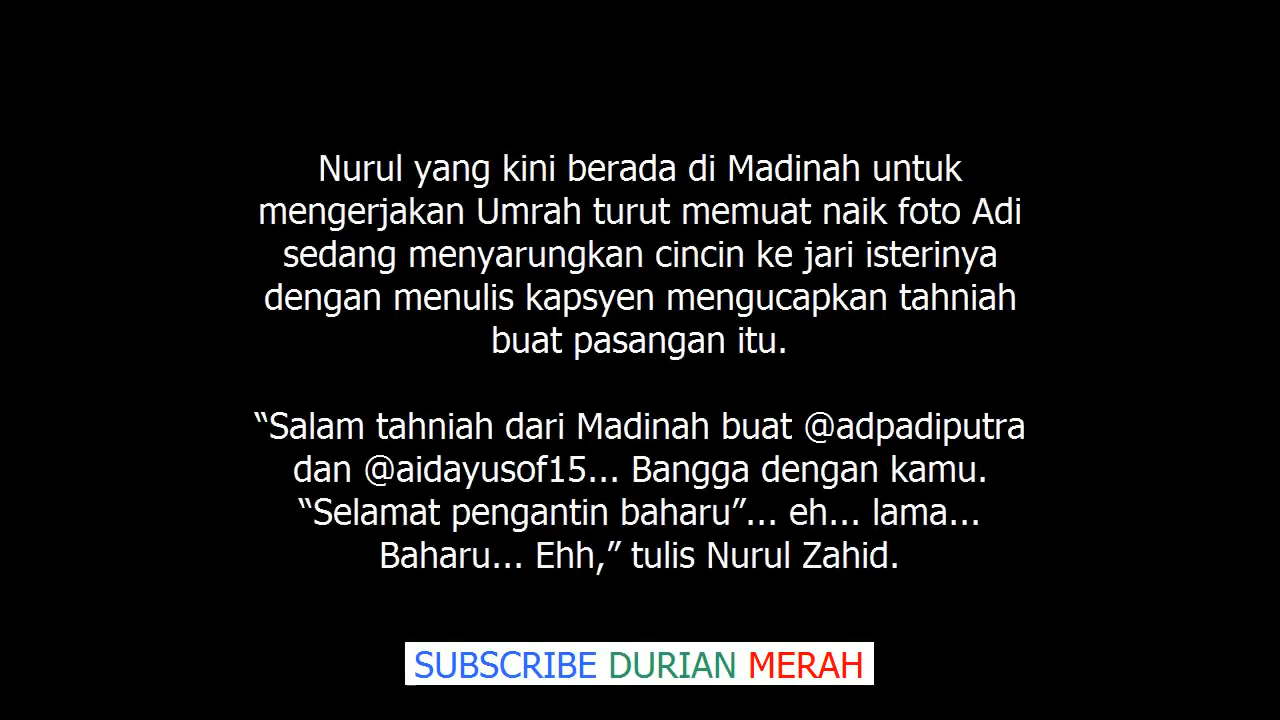 Nurul yang kini berada di Madinah untuk
mengerjakan Umrah turut memuat naik foto Adi
sedang menyarungkan cincin ke jari isterinya
dengan menulis kapsyen mengucapkan tahniah
buat pasangan itu.
“Salam tahniah dari Madinah buat @adpadiputra
dan @aidayusof15... Bangga dengan kamu.
“Selamat pengantin baharu”... eh... lama...
Baharu... Ehh,” tulis Nurul Zahid.
SUBSCRIBE DURIAN MERAH